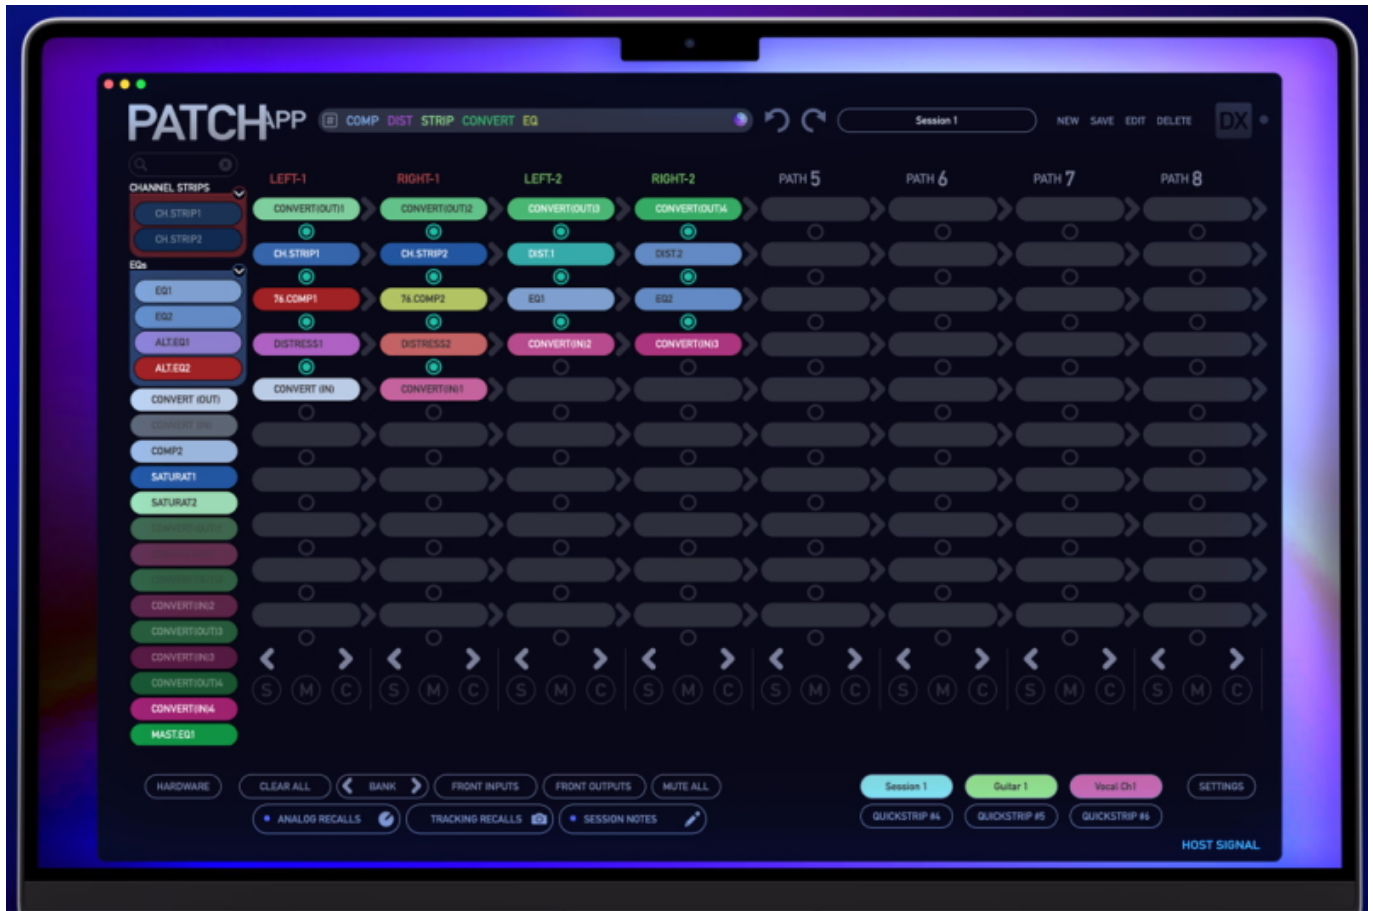 PATCHAPP
COMP DIST STRIP CONVERT EQ
Session 1
NEW SAVE EDIT DELETE
DX
CHANNEL STRIPS
CH.STRIP1
CH.STRIP2
EQs
EQ1
EQ2
ALT.EQ1
ALT.EQ2
CONVERT (OUT)
CONVERT (IN)
COMP2
SATURAT1
SATURAT2
CONVERT(IN)2
CONVERT(OUT)3
CONVERT(IN)3
CONVERT(OUT)4
CONVERT(IN)4
MAST.EQ1
LEFT-1 RIGHT-1 LEFT-2 RIGHT-2 PATH 5 PATH 6 PATH 7 PATH 8
CONVERT(OUT)1 CONVERT(OUT)2 CONVERT(OUT)3 CONVERT(OUT)4
CH.STRIP1 CH.STRIP2 DIST.1 DIST.2
76.COMP1 76.COMP2 EQ1 EQ2
DISTRESS1 DISTRESS2 CONVERT(IN)2 CONVERT(IN)3
CONVERT (IN) CONVERT(IN)1
S M C S M C S M C S M C S M C S M C S M C S M C
HARDWARE CLEAR ALL BANK FRONT INPUTS FRONT OUTPUTS MUTE ALL Session 1 Guitar 1 Vocal Ch1 SETTINGS
ANALOG RECALLS TRACKING RECALLS SESSION NOTES QUICKSTRIP #4 QUICKSTRIP #5 QUICKSTRIP #6
HOST SIGNAL